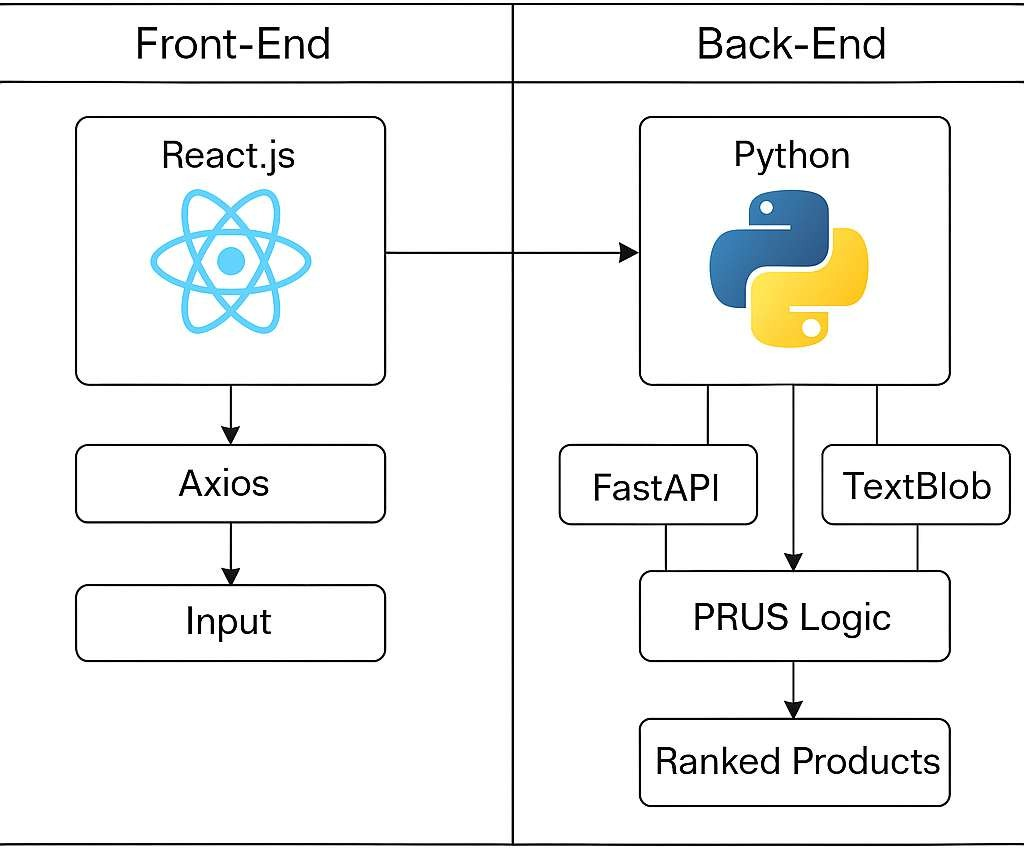 Front-End
Back-End
React.js
Python
Axios
FastAPI
TextBlob
Input
PRUS Logic
Ranked Products